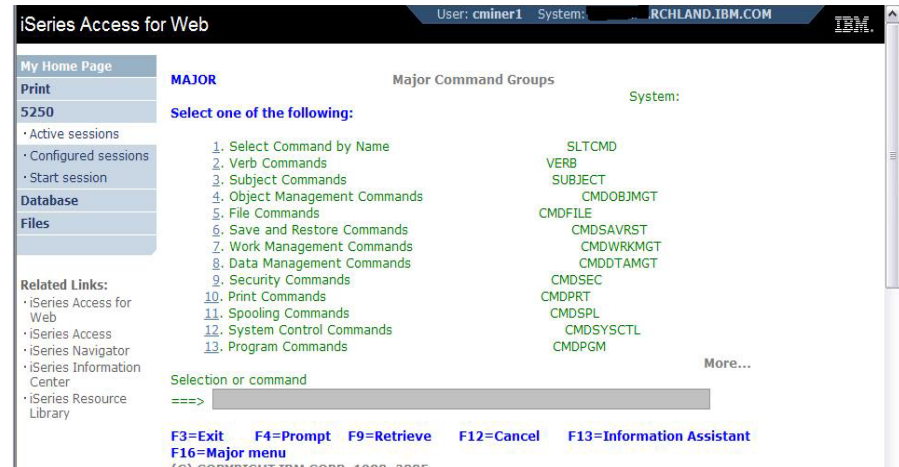 iSeries Access for Web
User: cminer1 System: RCHLAND.IBM.COM
IBM.
My Home Page
Print
5250
· Active sessions
· Configured sessions
· Start session
Database
Files
Related Links:
· iSeries Access for
Web
· iSeries Access
· iSeries Navigator
· iSeries Information
Center
· iSeries Resource
Library
MAJOR Major Command Groups
System:
Select one of the following:
1. Select Command by Name SLTCMD
2. Verb Commands VERB
3. Subject Commands SUBJECT
4. Object Management Commands CMDOBJMGT
5. File Commands CMDFILE
6. Save and Restore Commands CMDSAVRST
7. Work Management Commands CMDWRKMGT
8. Data Management Commands CMDDTAMGT
9. Security Commands CMDSEC
10. Print Commands CMDPRT
11. Spooling Commands CMDSPL
12. System Control Commands CMDSYSCTL
13. Program Commands CMDPGM
More...
Selection or command
===>
F3=Exit F4=Prompt F9=Retrieve F12=Cancel F13=Information Assistant
F16=Major menu
(C) COPYRIGHT IBM CORP. 1980, 2005.